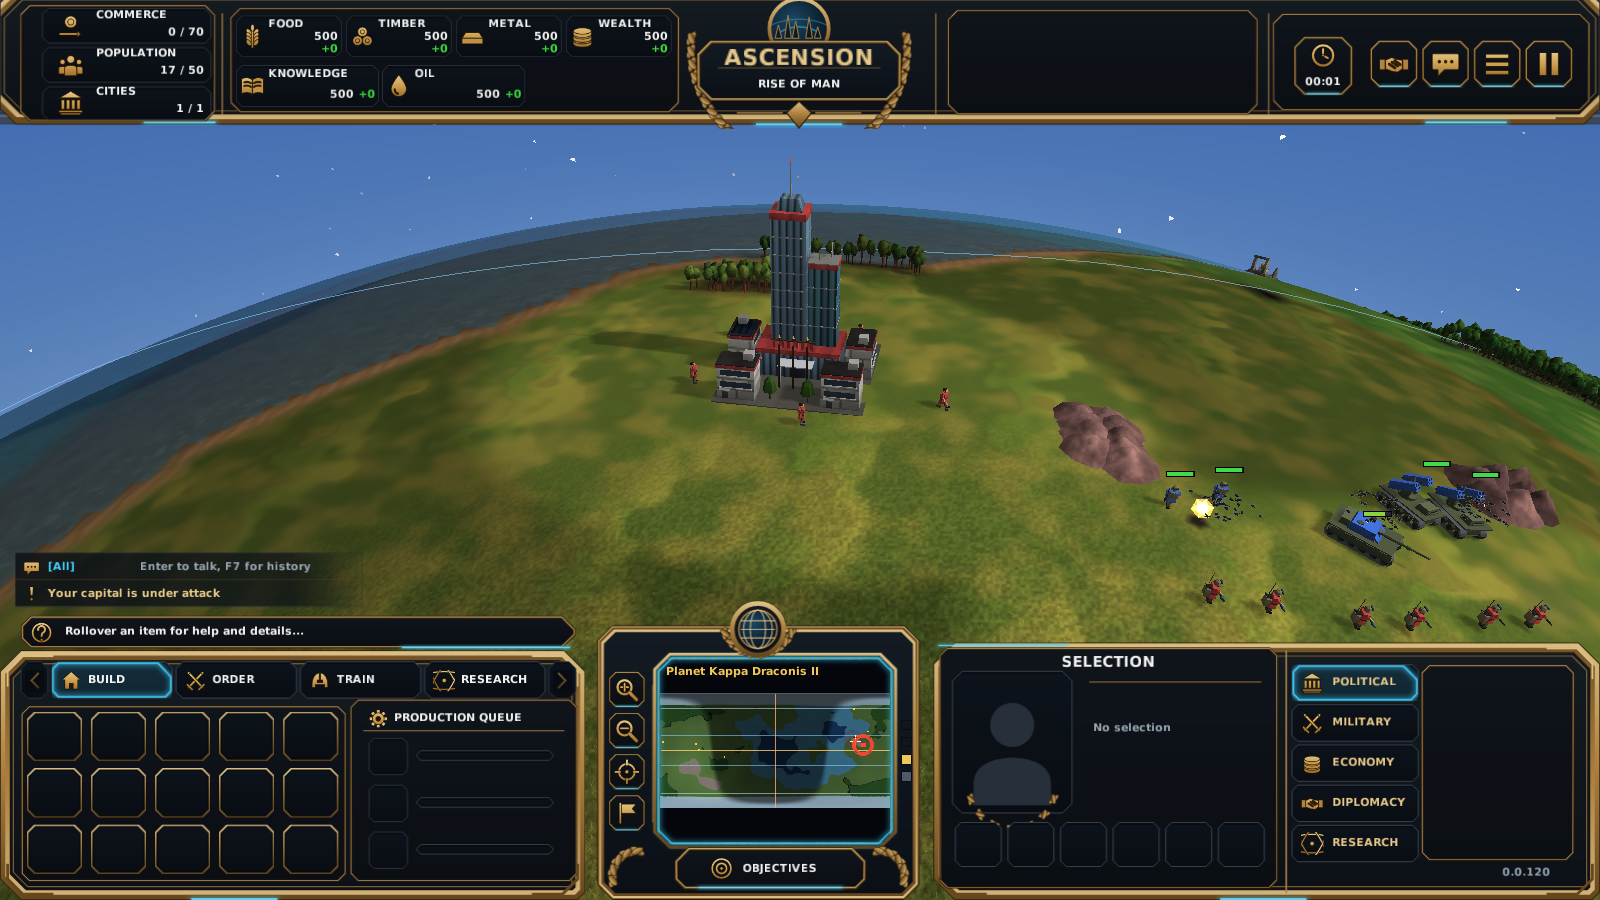 COMMERCE
0 / 70
POPULATION
17 / 50
CITIES
1 / 1
FOOD
500
+0
TIMBER
500
+0
METAL
500
+0
WEALTH
500
+0
KNOWLEDGE
500 +0
OIL
500 +0
ASCENSION
RISE OF MAN
00:01
[All] Enter to talk, F7 for history
! Your capital is under attack
Rollover an item for help and details...
BUILD
ORDER
TRAIN
RESEARCH
PRODUCTION QUEUE
Planet Kappa Draconis II
OBJECTIVES
SELECTION
No selection
POLITICAL
MILITARY
ECONOMY
DIPLOMACY
RESEARCH
0.0.120